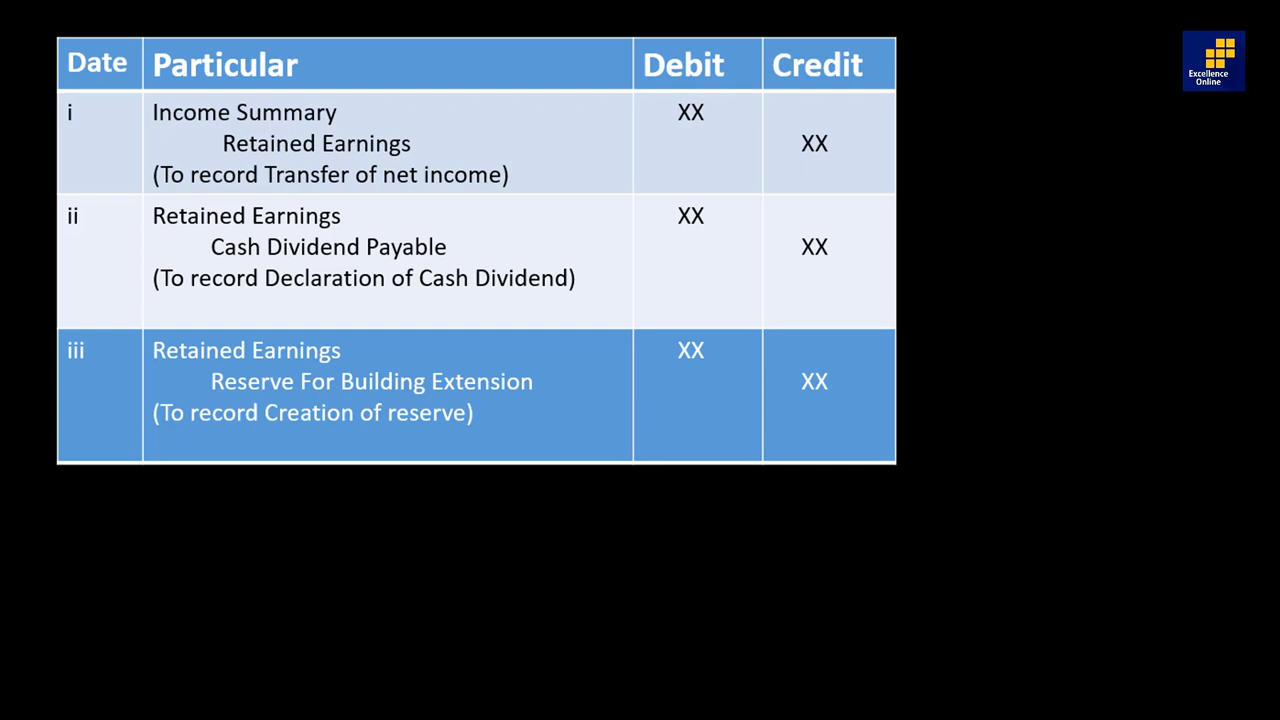 Date Particular Debit Credit
i Income Summary XX
Retained Earnings XX
(To record Transfer of net income)
ii Retained Earnings XX
Cash Dividend Payable XX
(To record Declaration of Cash Dividend)
iii Retained Earnings XX
Reserve For Building Extension XX
(To record Creation of reserve)
Excellence
Online